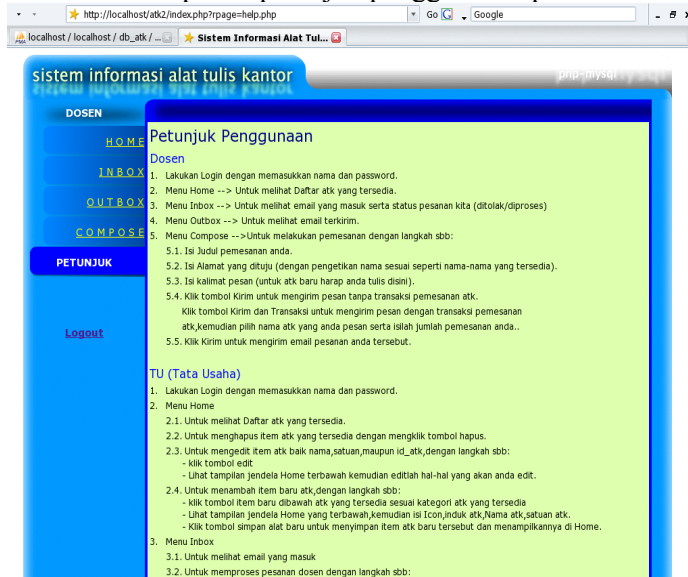 http://localhost/atk2/index.php?rpage=help.php
Go
Google
localhost / localhost / db_atk / ...
Sistem Informasi Alat Tul...
sistem informasi alat tulis kantor
php-mysql
DOSEN
HOME
INBOX
OUTBOX
COMPOSE
PETUNJUK
Logout
Petunjuk Penggunaan
Dosen
1. Lakukan Login dengan memasukkan nama dan password.
2. Menu Home --> Untuk melihat Daftar atk yang tersedia.
3. Menu Inbox --> Untuk melihat email yang masuk serta status pesanan kita (ditolak/diproses)
4. Menu Outbox --> Untuk melihat email terkirim.
5. Menu Compose -->Untuk melakukan pemesanan dengan langkah sbb:
5.1. Isi Judul pemesanan anda.
5.2. Isi Alamat yang dituju (dengan pengetikan nama sesuai seperti nama-nama yang tersedia).
5.3. Isi kalimat pesan (untuk atk baru harap anda tulis disini).
5.4. Klik tombol Kirim untuk mengirim pesan tanpa transaksi pemesanan atk.
Klik tombol Kirim dan Transaksi untuk mengirim pesan dengan transaksi pemesanan
atk,kemudian pilih nama atk yang anda pesan serta isilah jumlah pemesanan anda..
5.5. Klik Kirim untuk mengirim email pesanan anda tersebut.
TU (Tata Usaha)
1. Lakukan Login dengan memasukkan nama dan password.
2. Menu Home
2.1. Untuk melihat Daftar atk yang tersedia.
2.2. Untuk menghapus item atk yang tersedia dengan mengklik tombol hapus.
2.3. Untuk mengedit item atk baik nama,satuan,maupun id_atk,dengan langkah sbb:
- klik tombol edit
- Lihat tampilan jendela Home terbawah kemudian editlah hal-hal yang akan anda edit.
2.4. Untuk menambah item baru atk,dengan langkah sbb:
- klik tombol item baru dibawah atk yang tersedia sesuai kategori atk yang tersedia
- Lihat tampilan jendela Home yang terbawah,kemudian isi Icon,induk atk,Nama atk,satuan atk.
- Klik tombol simpan alat baru untuk menyimpan item atk baru tersebut dan menampilkannya di Home.
3. Menu Inbox
3.1. Untuk melihat email yang masuk
3.2. Untuk memproses pesanan dosen dengan langkah sbb: